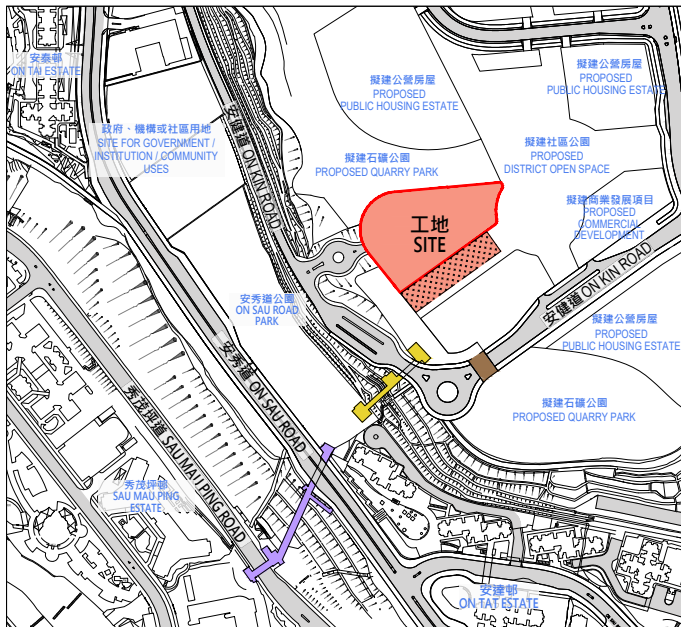 安泰邨
ON TAI ESTATE
政府、機構或社區用地
SITE FOR GOVERNMENT /
INSTITUTION / COMMUNITY
USES
安健道 ON KIN ROAD
擬建公營房屋
PROPOSED
PUBLIC HOUSING ESTATE
擬建公營房屋
PROPOSED
PUBLIC HOUSING ESTATE
擬建石礦公園
PROPOSED QUARRY PARK
擬建社區公園
PROPOSED
DISTRICT OPEN SPACE
擬建商業發展項目
PROPOSED
COMMERCIAL
DEVELOPMENT
工地
SITE
安健道 ON KIN ROAD
安秀道公園
ON SAU ROAD
PARK
安秀道 ON SAU ROAD
擬建公營房屋
PROPOSED
PUBLIC HOUSING ESTATE
擬建石礦公園
PROPOSED QUARRY PARK
秀茂坪道 SAU MAU PING ROAD
秀茂坪邨
SAU MAU PING
ESTATE
安達邨
ON TAT ESTATE